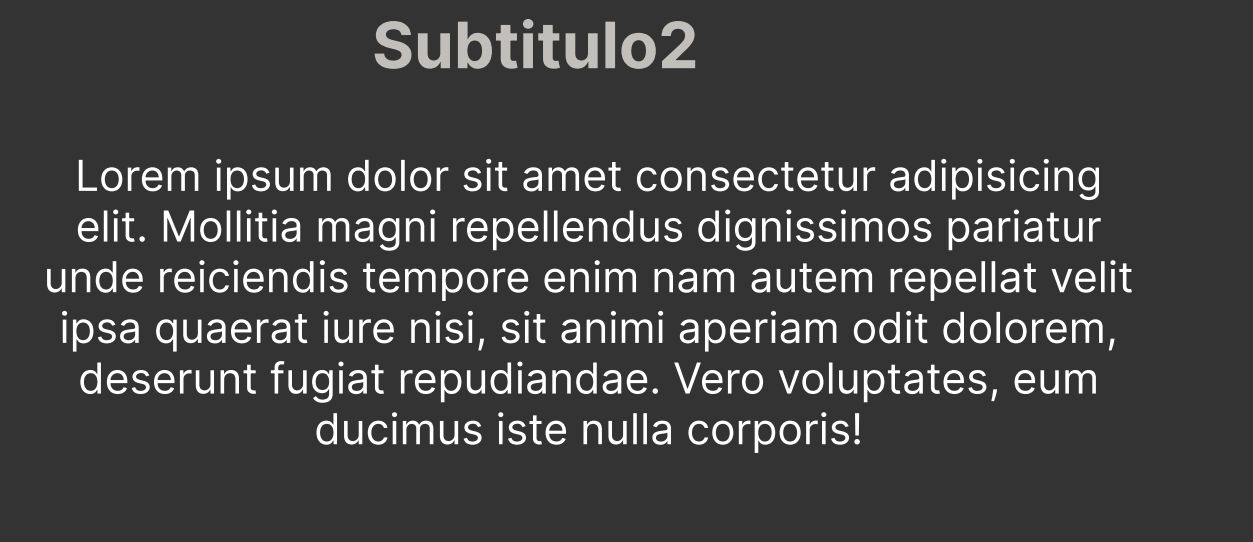 Subtitulo2
Lorem ipsum dolor sit amet consectetur adipisicing
elit. Mollitia magni repellendus dignissimos pariatur
unde reiciendis tempore enim nam autem repellat velit
ipsa quaerat iure nisi, sit animi aperiam odit dolorem,
deserunt fugiat repudiandae. Vero voluptates, eum
ducimus iste nulla corporis!